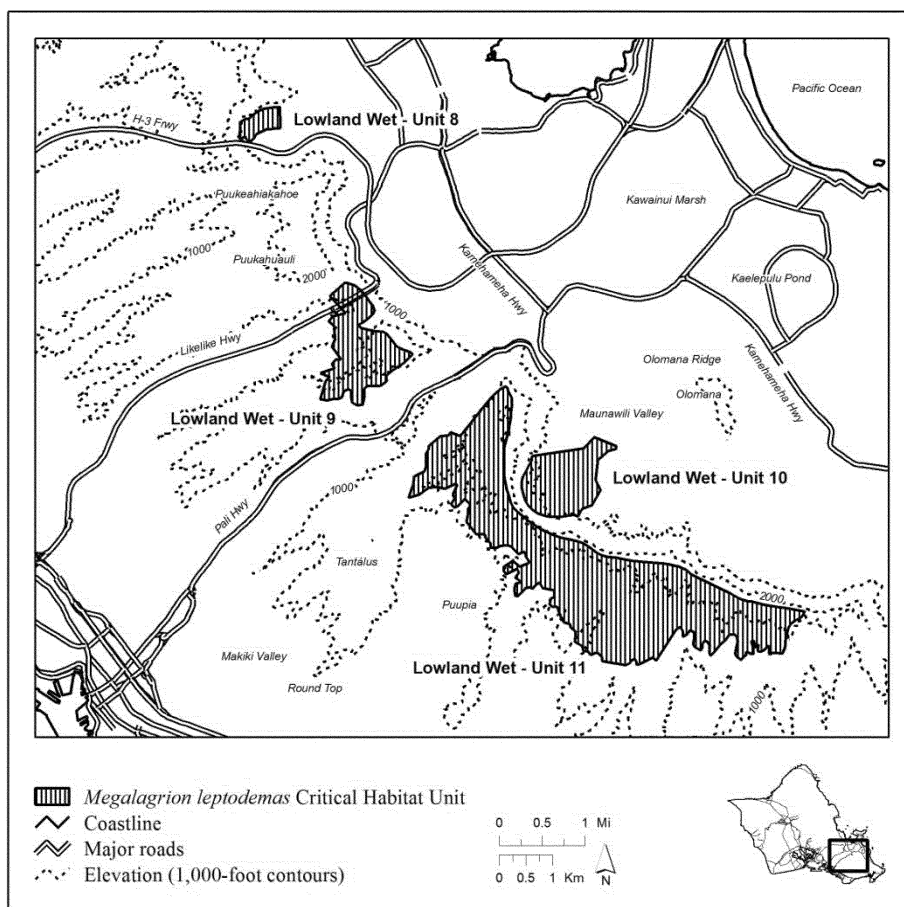 Pacific Ocean
H-3 Frwy
Lowland Wet - Unit 8
Puukeahiakahoe
Kawainui Marsh
1000
Puukahuauli
Kamehameha Hwy
Kaelepulu Pond
2000
1000
Likelike Hwy
Kamehameha Hwy
Olomana Ridge
Olomana
Lowland Wet - Unit 9
Maunawili Valley
Lowland Wet - Unit 10
1000
Pali Hwy
Tantalus
2000
Puupia
Makiki Valley
Lowland Wet - Unit 11
Round Top
1000
Megalagrion leptodemas Critical Habitat Unit
Coastline
Major roads
Elevation (1,000-foot contours)
0 0.5 1 Mi
0 0.5 1 Km
N